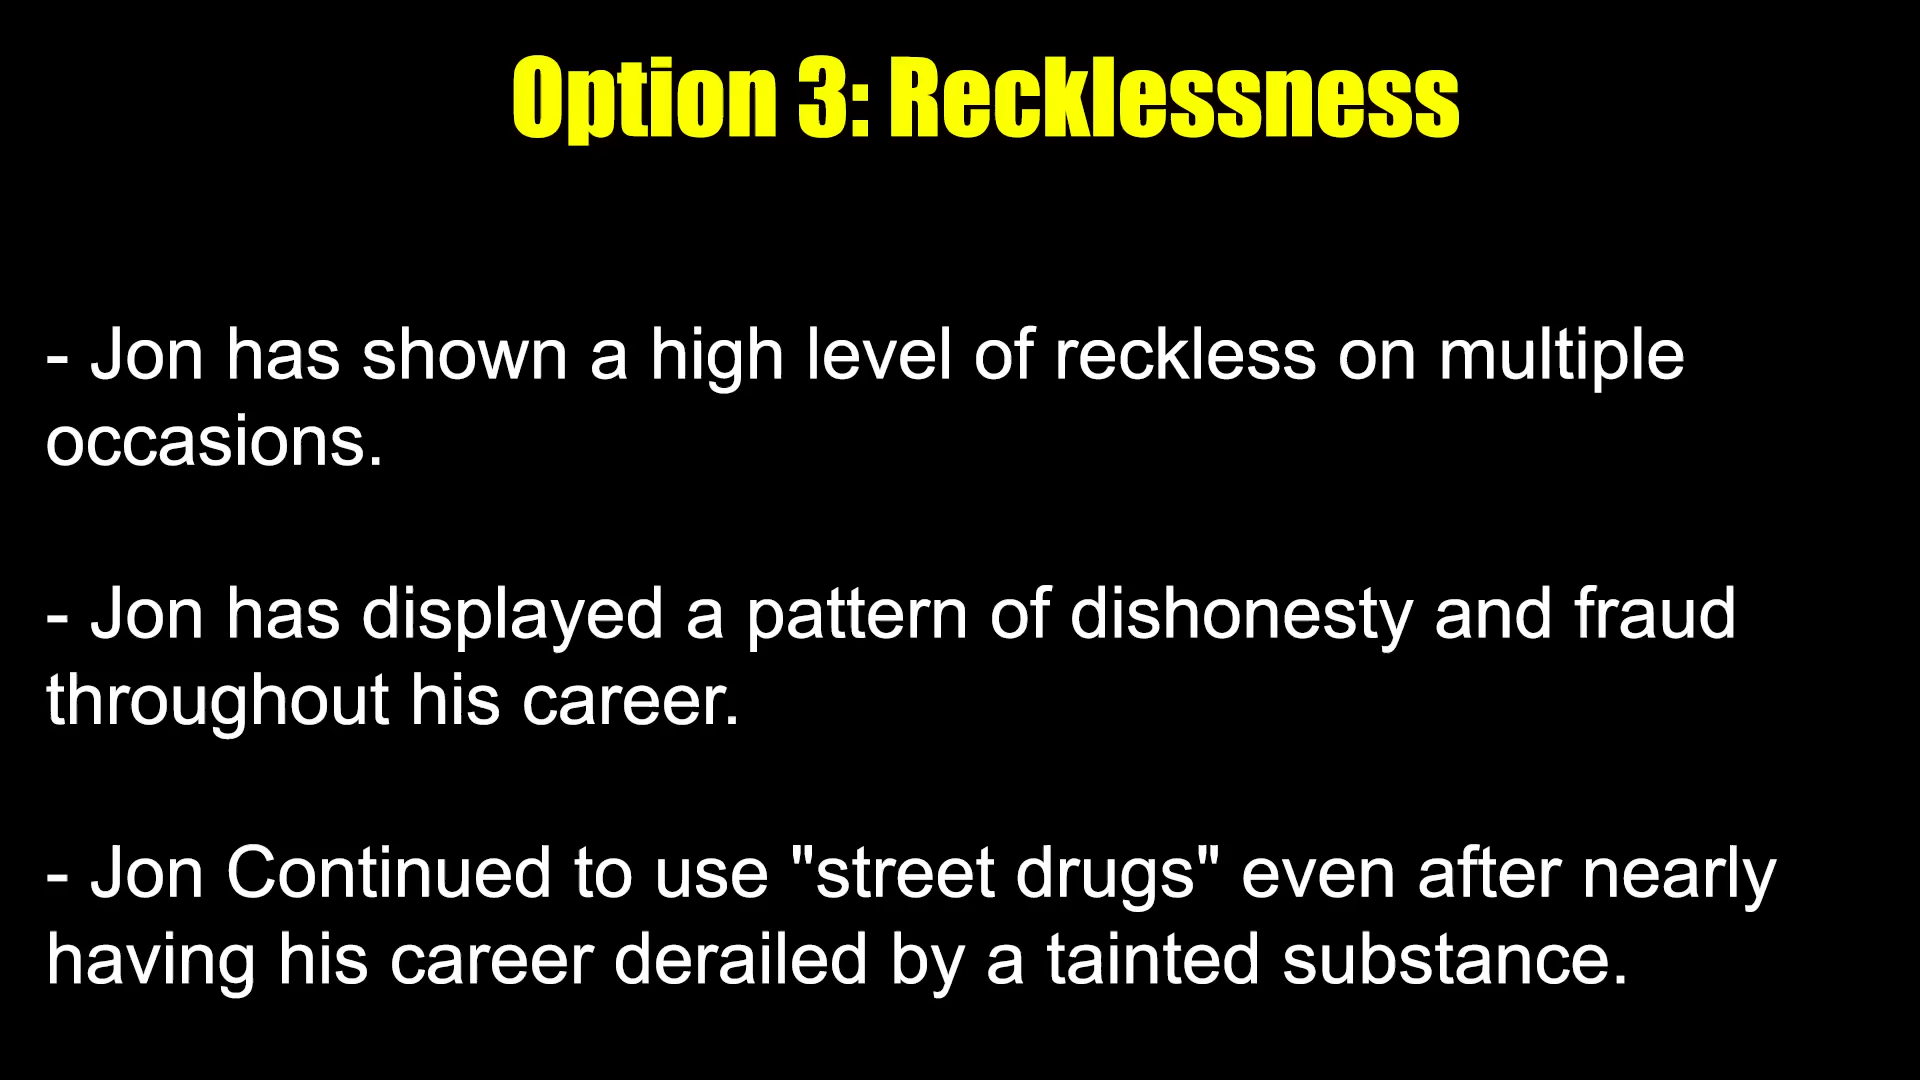 Option 3: Recklessness
- Jon has shown a high level of reckless on multiple
occasions.
- Jon has displayed a pattern of dishonesty and fraud
throughout his career.
- Jon Continued to use "street drugs" even after nearly
having his career derailed by a tainted substance.